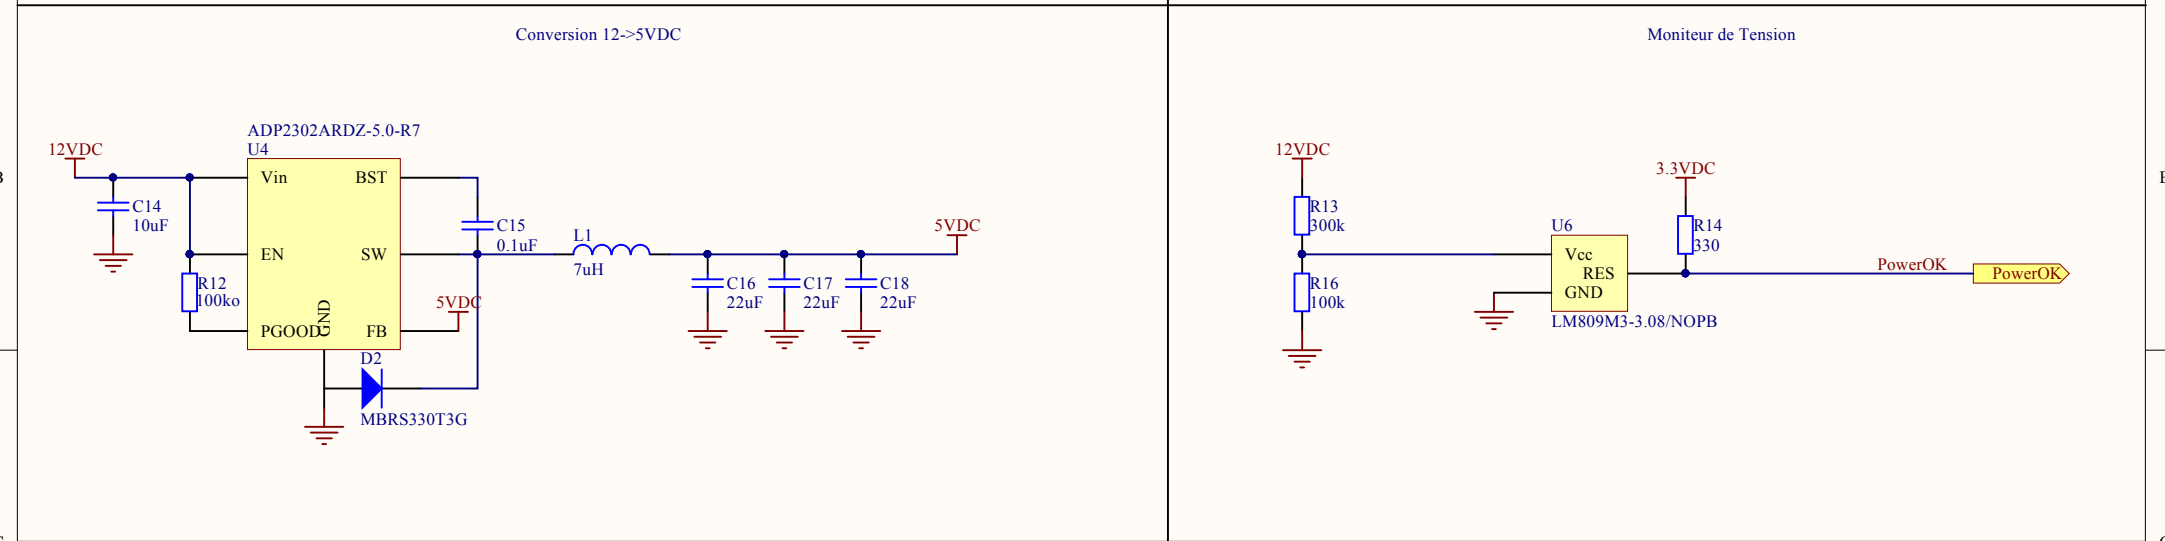 Conversion 12->5VDC
ADP2302ARDZ-5.0-R7
U4
12VDC
Vin
BST
C14
10uF
C15
0.1uF
EN
SW
L1
7uH
5VDC
R12
100ko
C16
22uF
C17
22uF
C18
22uF
5VDC
PGOOD
GND
FB
D2
MBRS330T3G
Moniteur de Tension
12VDC
R13
300k
3.3VDC
R14
330
U6
Vcc
RES
GND
PowerOK
PowerOK
R16
100k
LM809M3-3.08/NOPB